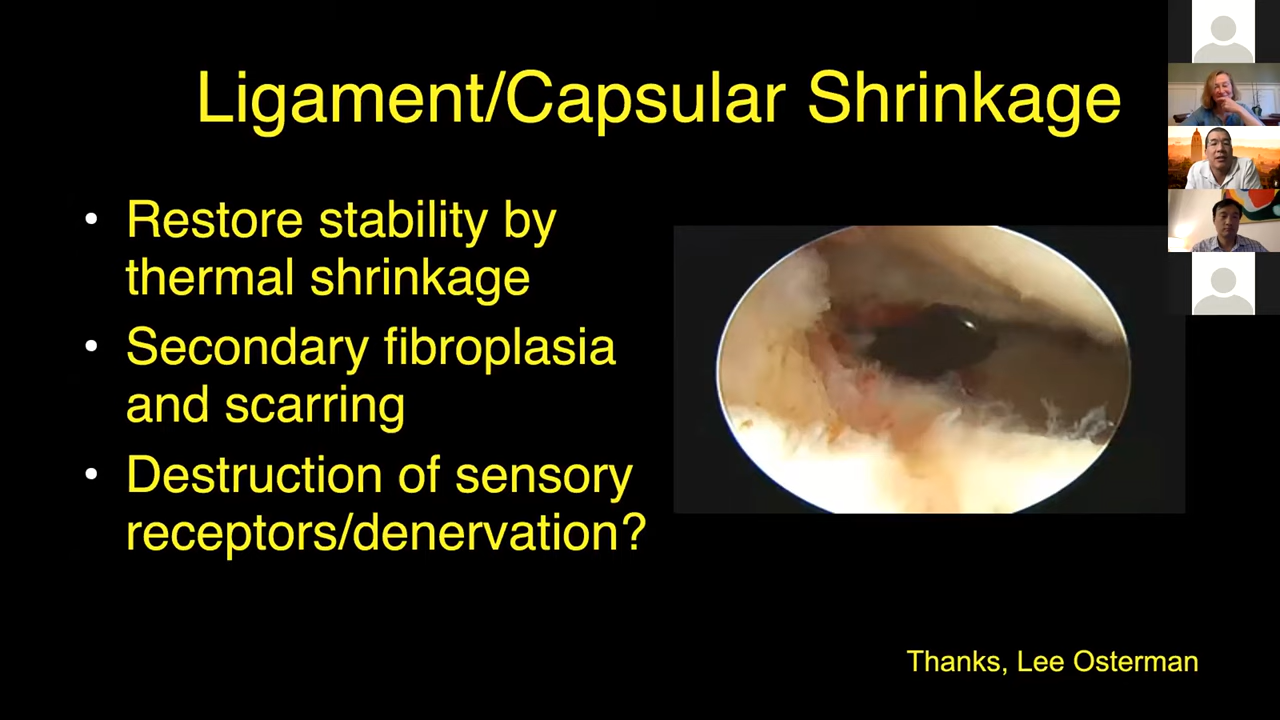 Ligament/Capsular Shrinkage
• Restore stability by
thermal shrinkage
• Secondary fibroplasia
and scarring
• Destruction of sensory
receptors/denervation?
Thanks, Lee Osterman